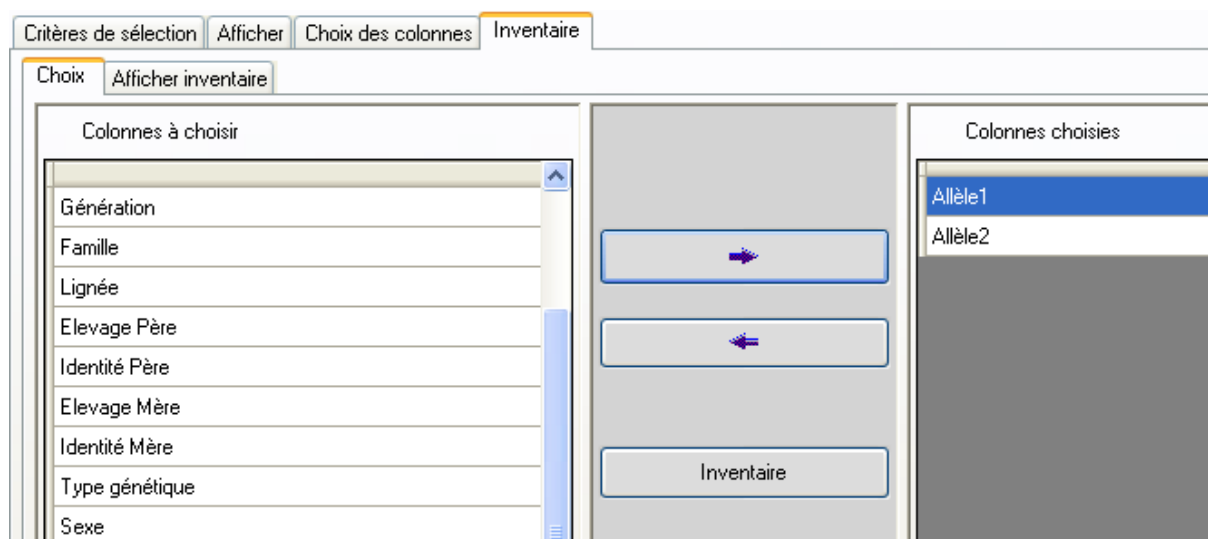 Critères de sélection Afficher Choix des colonnes Inventaire
Choix Afficher inventaire
Colonnes à choisir
Génération
Famille
Lignée
Elevage Père
Identité Père
Elevage Mère
Identité Mère
Type génétique
Sexe
Inventaire
Colonnes choisies
Allèle1
Allèle2